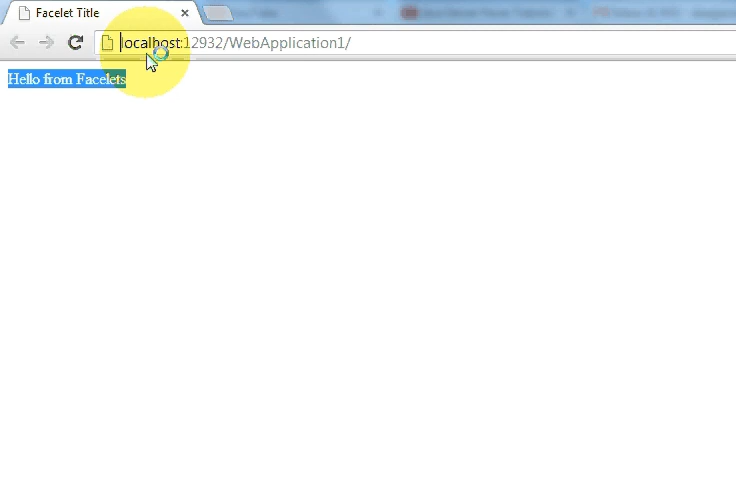 Facelet Title
localhost:12932/WebApplication1/
Hello from Facelets